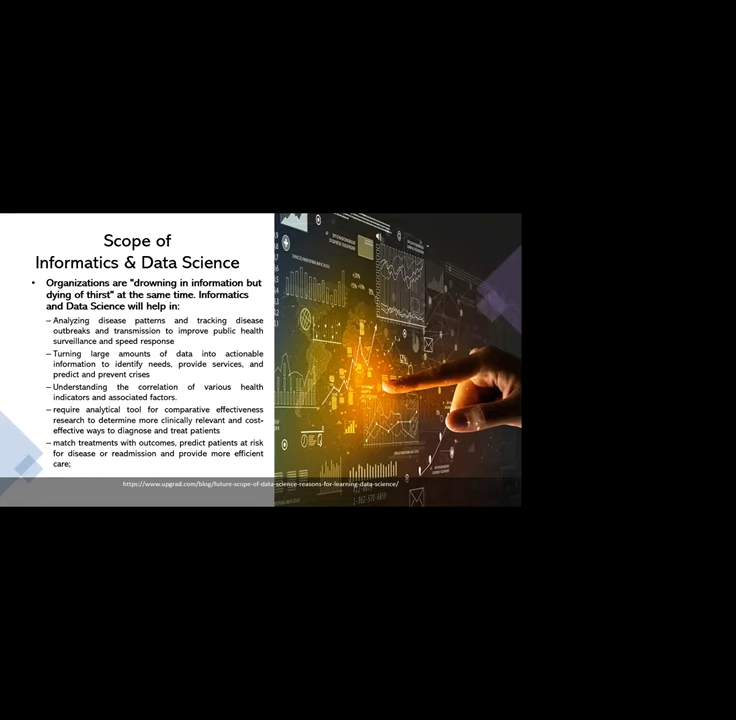 Scope of
Informatics & Data Science
• Organizations are "drowning in information but
dying of thirst" at the same time. Informatics
and Data Science will help in:
– Analyzing disease patterns and tracking disease
outbreaks and transmission to improve public health
surveillance and speed response
– Turning large amounts of data into actionable
information to identify needs, provide services, and
predict and prevent crises
– Understanding the correlation of various health
indicators and associated factors.
– require analytical tool for comparative effectiveness
research to determine more clinically relevant and cost-
effective ways to diagnose and treat patients
– match treatments with outcomes, predict patients at risk
for disease or readmission and provide more efficient
care;
https://www.upgrad.com/blog/future-scope-of-data-science-reasons-for-learning-data-science/